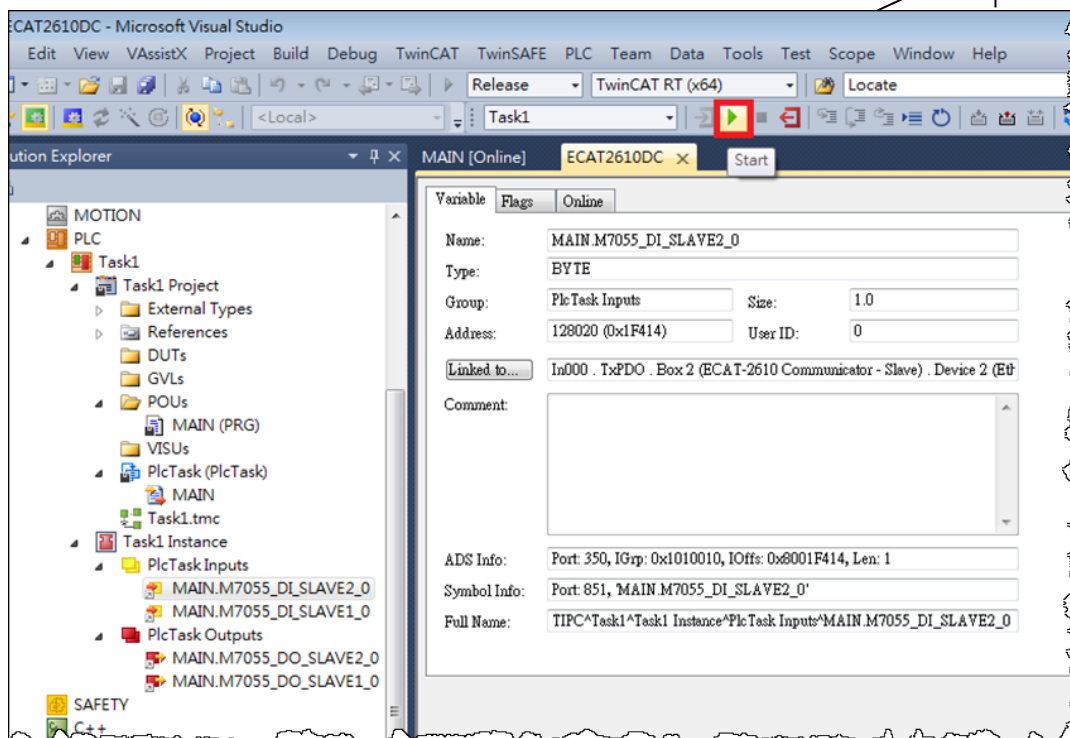 ECAT2610DC - Microsoft Visual Studio
Edit View VAssistX Project Build Debug TwinCAT TwinSAFE PLC Team Data Tools Test Scope Window Help
Release TwinCAT RT (x64) Locate
<Local> Task1
ution Explorer
MAIN [Online] ECAT2610DC
Start
MOTION
PLC
Task1
Task1 Project
External Types
References
DUTs
GVLs
POUs
MAIN (PRG)
VISUs
PlcTask (PlcTask)
MAIN
Task1.tmc
Task1 Instance
PlcTask Inputs
MAIN.M7055_DI_SLAVE2_0
MAIN.M7055_DI_SLAVE1_0
PlcTask Outputs
MAIN.M7055_DO_SLAVE2_0
MAIN.M7055_DO_SLAVE1_0
SAFETY
C++
Variable Flags Online
Name: MAIN.M7055_DI_SLAVE2_0
Type: BYTE
Group: PlcTask Inputs Size: 1.0
Address: 128020 (0x1F414) User ID: 0
Linked to... In000 . TxPDO . Box 2 (ECAT-2610 Communicator - Slave) . Device 2 (Eth
Comment:
ADS Info: Port: 350, IGrp: 0x1010010, IOffs: 0x8001F414, Len: 1
Symbol Info: Port: 851, 'MAIN.M7055_DI_SLAVE2_0'
Full Name: TIPC^Task1^Task1 Instance^PlcTask Inputs^MAIN.M7055_DI_SLAVE2_0